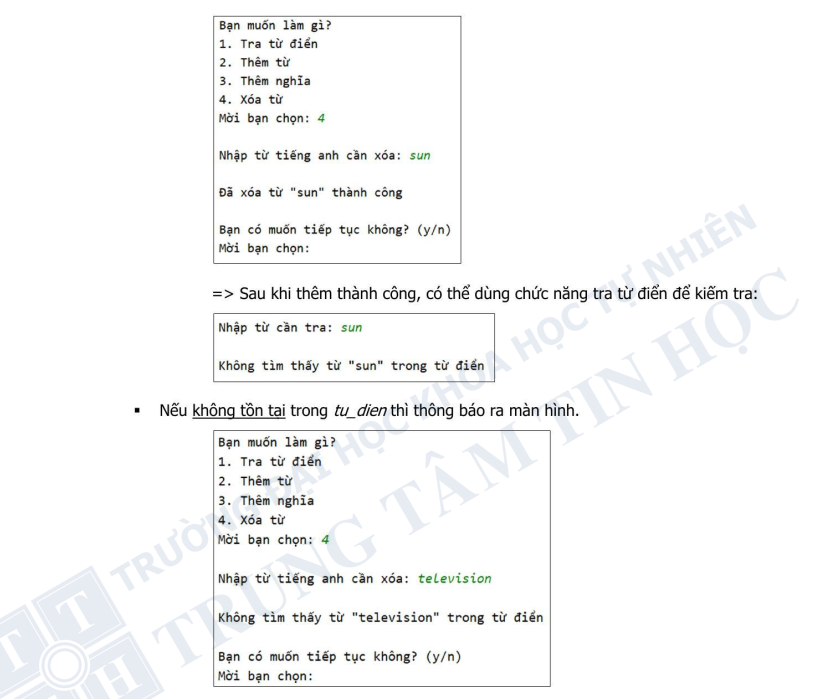 Bạn muốn làm gì?
1. Tra từ điển
2. Thêm từ
3. Thêm nghĩa
4. Xóa từ
Mời bạn chọn: 4
Nhập từ tiếng anh cần xóa: sun
Đã xóa từ "sun" thành công
Bạn có muốn tiếp tục không? (y/n)
Mời bạn chọn:
=> Sau khi thêm thành công, có thể dùng chức năng tra từ điển để kiểm tra:
Nhập từ cần tra: sun
Không tìm thấy từ "sun" trong từ điển
▪ Nếu không tồn tại trong tu_dien thì thông báo ra màn hình.
Bạn muốn làm gì?
1. Tra từ điển
2. Thêm từ
3. Thêm nghĩa
4. Xóa từ
Mời bạn chọn: 4
Nhập từ tiếng anh cần xóa: television
Không tìm thấy từ "television" trong từ điển
Bạn có muốn tiếp tục không? (y/n)
Mời bạn chọn:
TRƯỜNG ĐẠI HỌC KHOA HỌC TỰ NHIÊN
TRUNG TÂM TIN HỌC
T T
H